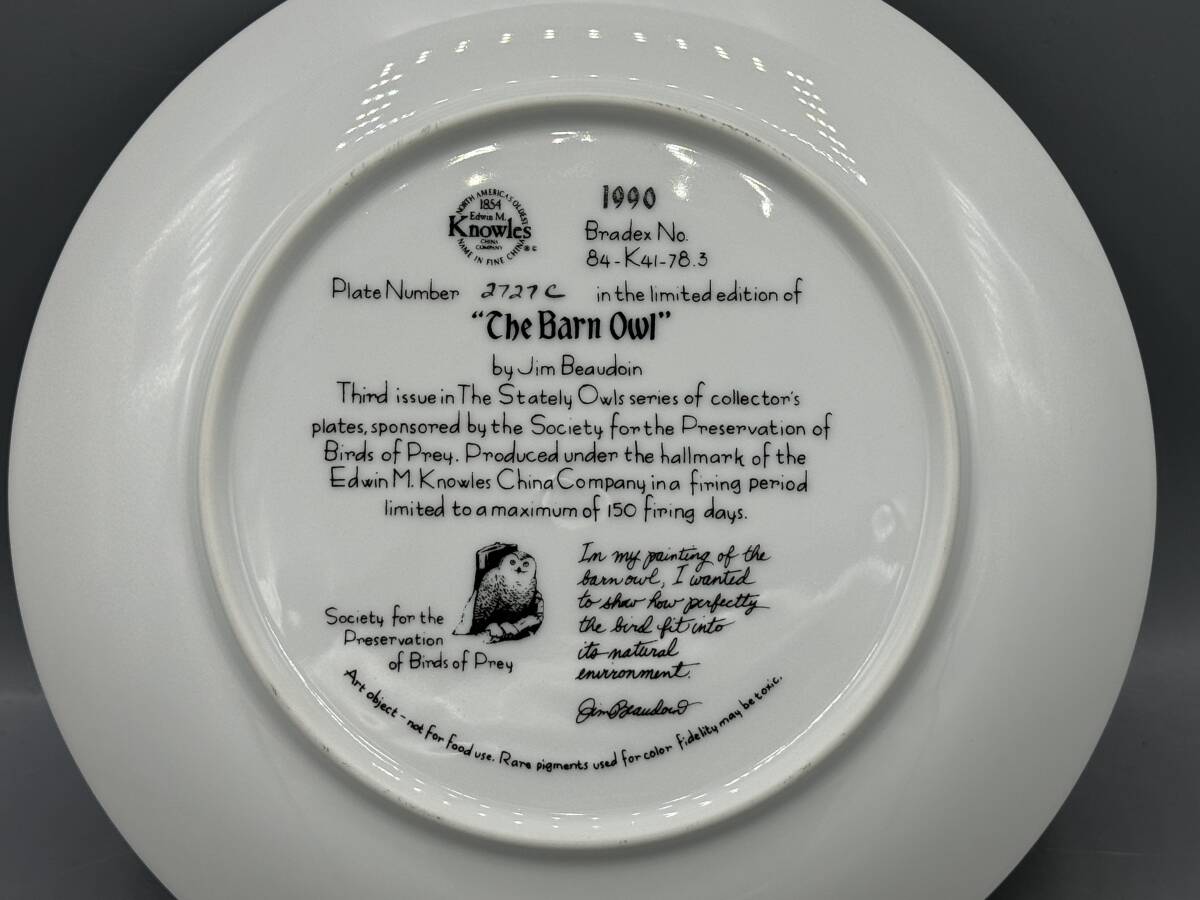 NORTH AMERICA'S OLDEST
1854
Edwin M.
Knowles
CHINA
COMPANY
NAME IN FINE CHINA
® ©
1990
Bradex No.
84-K41-78.3
Plate Number 2727C in the limited edition of
"The Barn Owl"
by Jim Beaudoin
Third issue in The Stately Owls series of collector's
plates, sponsored by the Society for the Preservation of
Birds of Prey. Produced under the hallmark of the
Edwin M. Knowles China Company in a firing period
limited to a maximum of 150 firing days.
Society for the
Preservation
of Birds of Prey
In my painting of the
barn owl, I wanted
to show how perfectly
the bird fit into
its natural
environment.
Jim Beaudoin
Art object - not for food use. Rare pigments used for color fidelity may be toxic.